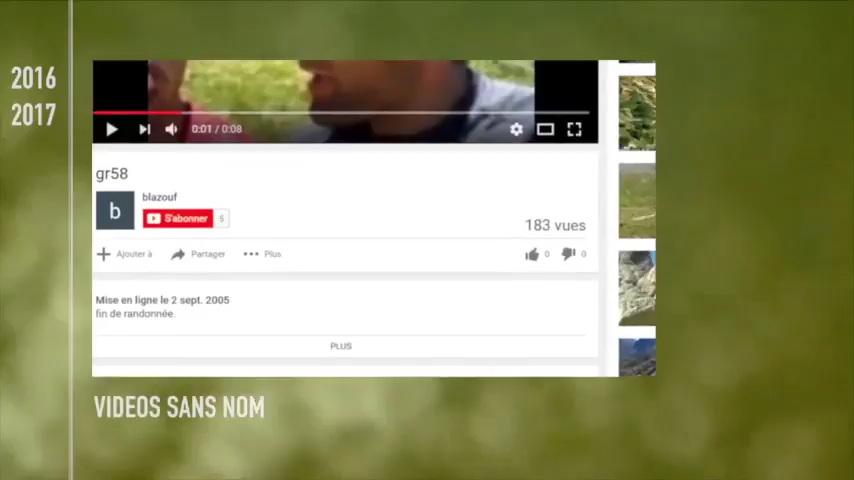 2016
2017
0:01 / 0:08
gr58
b
blazouf
S'abonner 5
183 vues
Ajouter à Partager Plus
0 0
Mise en ligne le 2 sept. 2005
fin de randonnée.
PLUS
VIDEOS SANS NOM